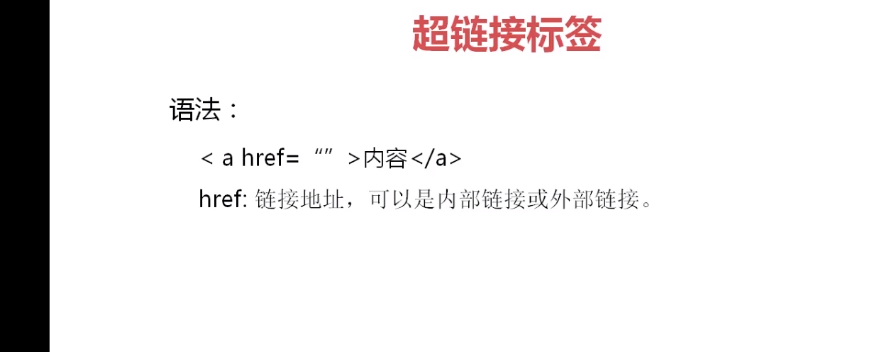 超链接标签
语法：
< a href= “” >内容</a>
href: 链接地址，可以是内部链接或外部链接。